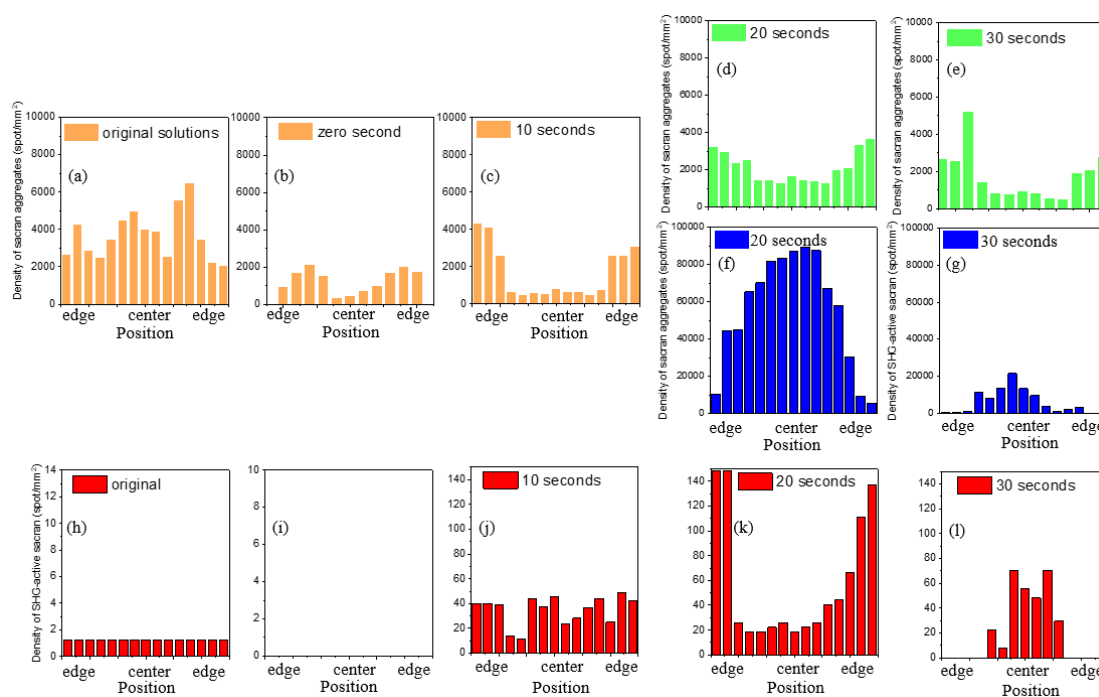 10000
8000
6000
4000
2000
0
Density of sacran aggregates (spot/mm²)
original solutions
(a)
edge center edge
Position
10000
8000
6000
4000
2000
0
zero second
(b)
edge center edge
Position
10000
8000
6000
4000
2000
0
10 seconds
(c)
edge center edge
Position
10000
8000
6000
4000
2000
0
Density of sacran aggregates (spot/mm²)
20 seconds
(d)
10000
8000
6000
4000
2000
0
Density of sacran aggregates (spot/mm²)
30 seconds
(e)
100000
80000
60000
40000
20000
0
Density of sacran aggregates (spot/mm²)
20 seconds
(f)
edge center edge
Position
100000
80000
60000
40000
20000
0
Density of SHG-active sacran (spot/mm²)
30 seconds
(g)
edge center edge
Position
14
12
10
8
6
4
2
0
Density of SHG-active sacran (spot/mm²)
original
(h)
edge center edge
Position
10
8
6
4
2
0
(i)
edge center edge
Position
140
120
100
80
60
40
20
0
10 seconds
(j)
edge center edge
Position
140
120
100
80
60
40
20
0
20 seconds
(k)
edge center edge
Position
140
120
100
80
60
40
20
0
30 seconds
(l)
edge center edge
Position